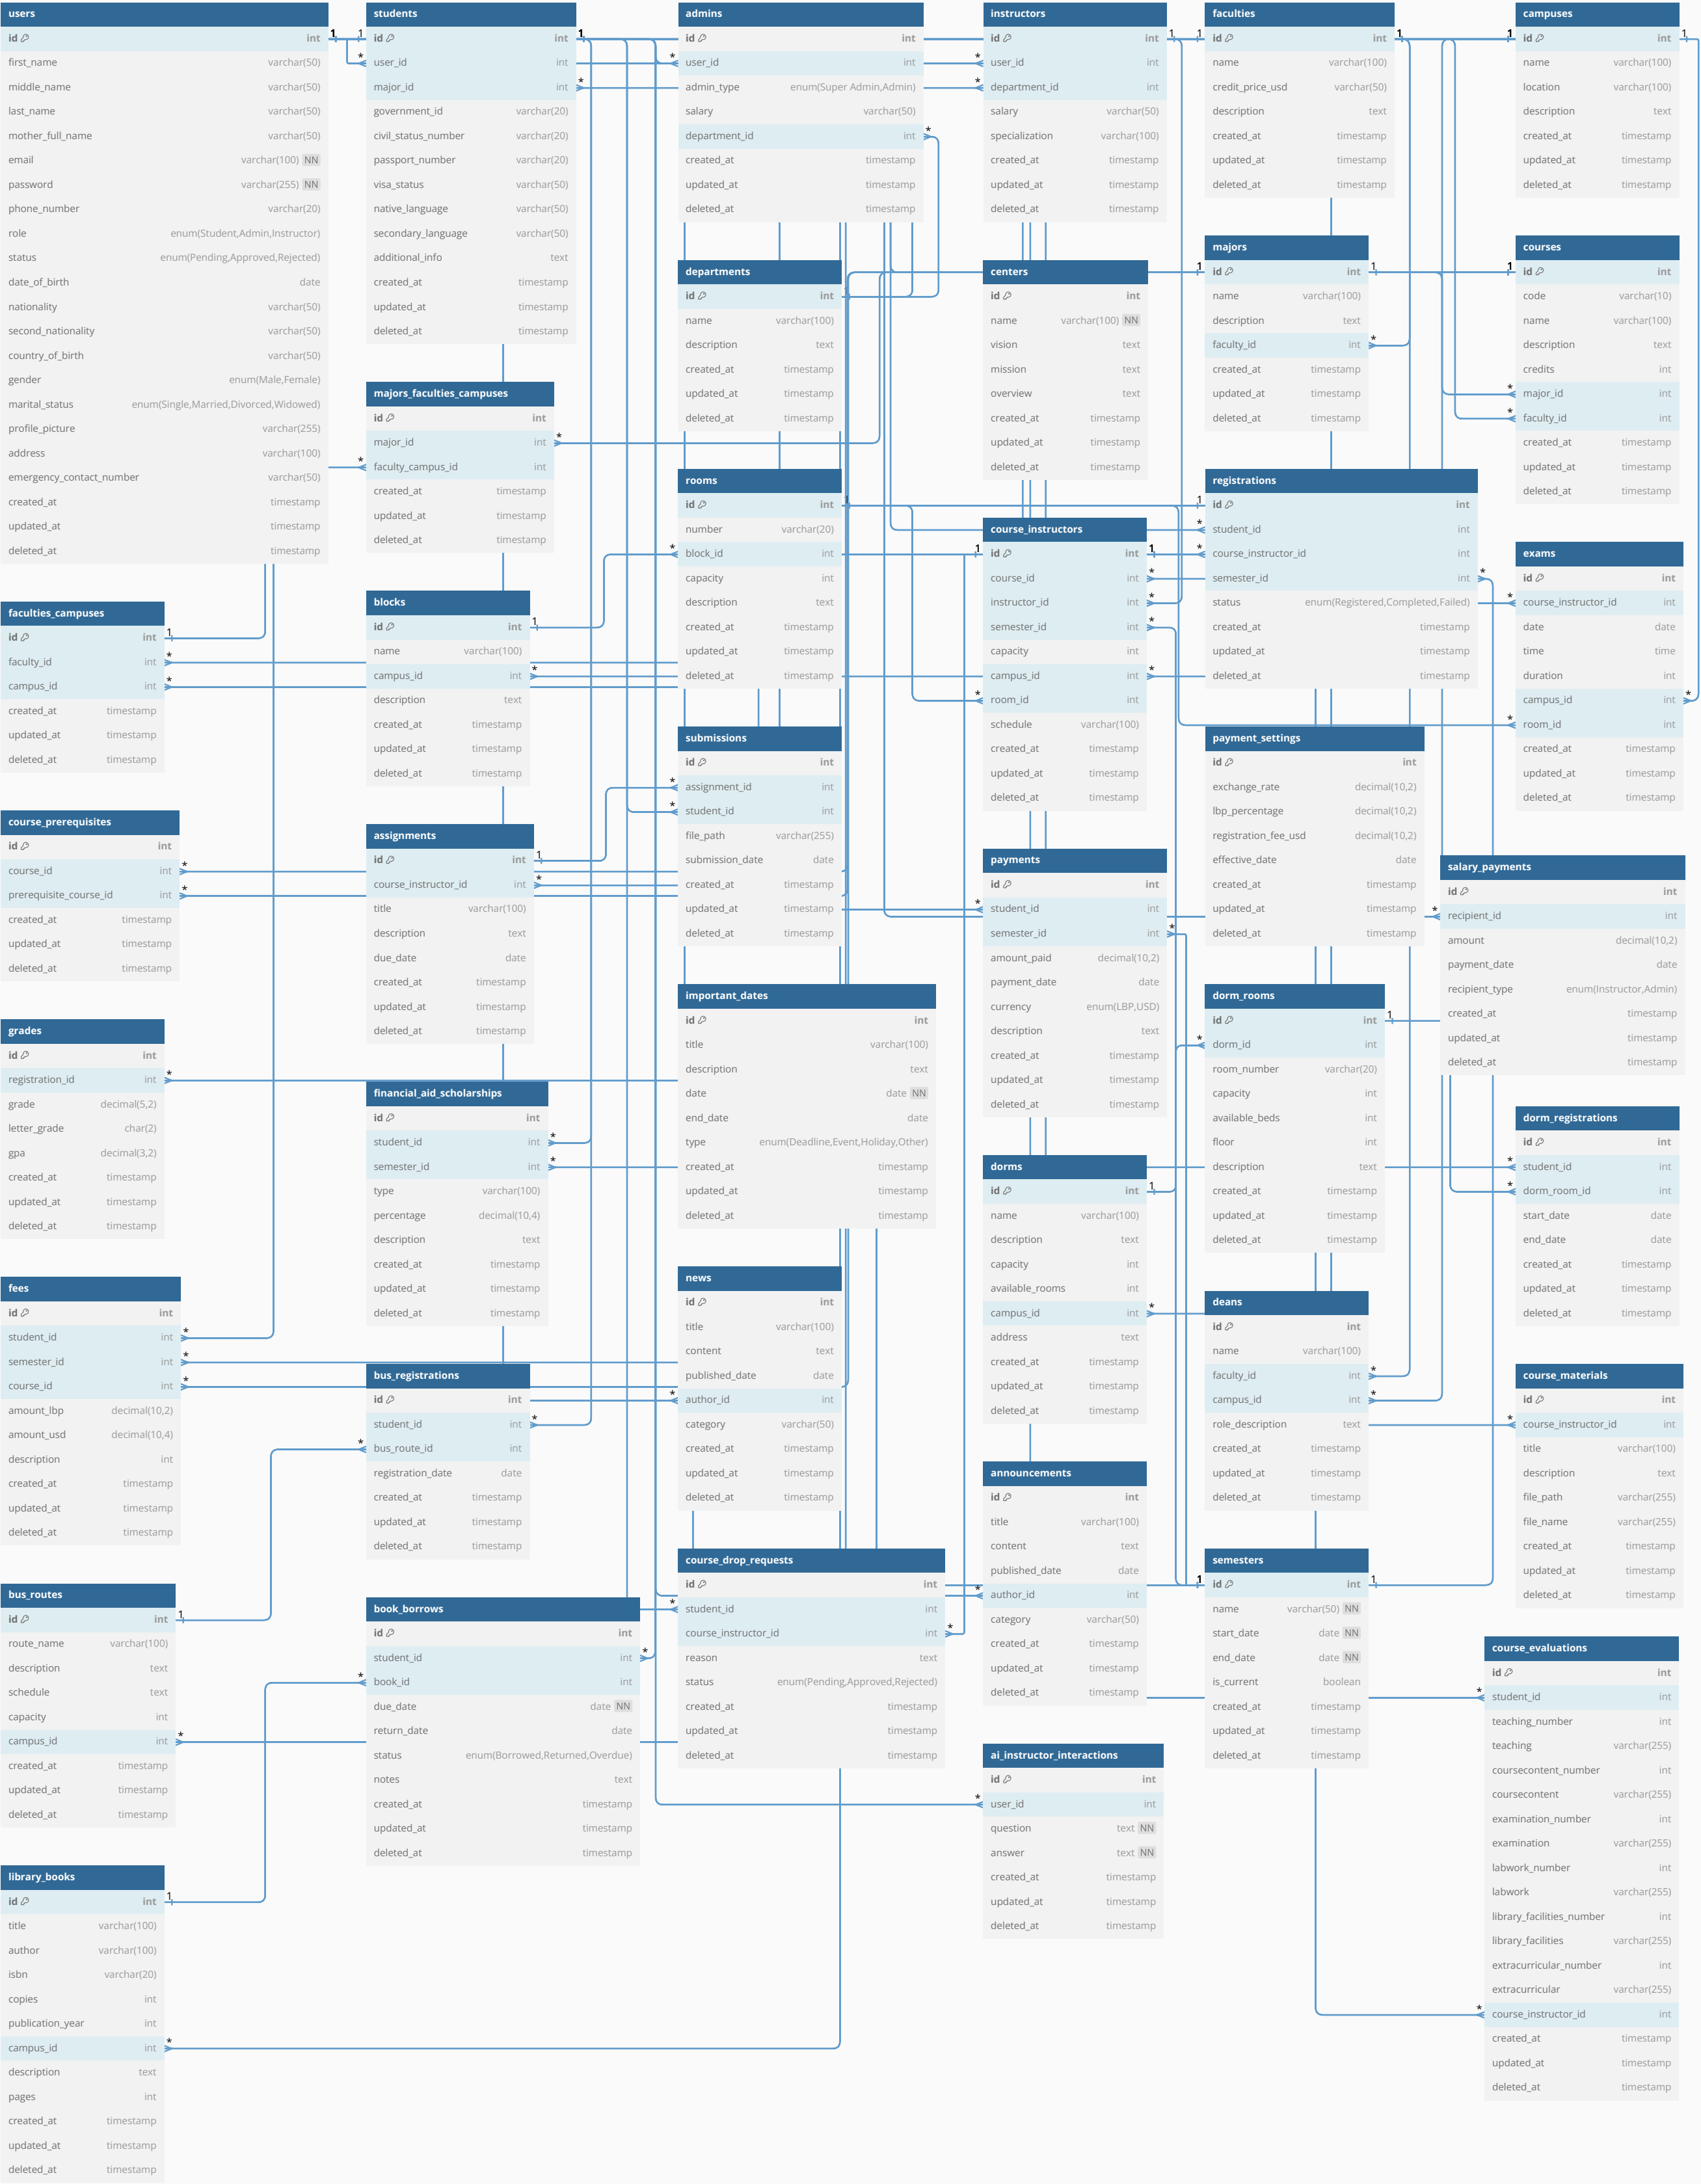 users
id int
first_name varchar(50)
middle_name varchar(50)
last_name varchar(50)
mother_full_name varchar(50)
email varchar(100) NN
password varchar(255) NN
phone_number varchar(20)
role enum(Student,Admin,Instructor)
status enum(Pending,Approved,Rejected)
date_of_birth date
nationality varchar(50)
second_nationality varchar(50)
country_of_birth varchar(50)
gender enum(Male,Female)
marital_status enum(Single,Married,Divorced,Widowed)
profile_picture varchar(255)
address varchar(100)
emergency_contact_number varchar(50)
created_at timestamp
updated_at timestamp
deleted_at timestamp
faculties_campuses
id int
faculty_id int
campus_id int
created_at timestamp
updated_at timestamp
deleted_at timestamp
course_prerequisites
id int
course_id int
prerequisite_course_id int
created_at timestamp
updated_at timestamp
deleted_at timestamp
grades
id int
registration_id int
grade decimal(5,2)
letter_grade char(2)
gpa decimal(3,2)
created_at timestamp
updated_at timestamp
deleted_at timestamp
fees
id int
student_id int
semester_id int
course_id int
amount_lbp decimal(10,2)
amount_usd decimal(10,4)
description int
created_at timestamp
updated_at timestamp
deleted_at timestamp
bus_routes
id int
route_name varchar(100)
description text
schedule text
capacity int
campus_id int
created_at timestamp
updated_at timestamp
deleted_at timestamp
library_books
id int
title varchar(100)
author varchar(100)
isbn varchar(20)
copies int
publication_year int
campus_id int
description text
pages int
created_at timestamp
updated_at timestamp
deleted_at timestamp
students
id int
user_id int
major_id int
government_id varchar(20)
civil_status_number varchar(20)
passport_number varchar(20)
visa_status varchar(50)
native_language varchar(50)
secondary_language varchar(50)
additional_info text
created_at timestamp
updated_at timestamp
deleted_at timestamp
majors_faculties_campuses
id int
major_id int
faculty_campus_id int
created_at timestamp
updated_at timestamp
deleted_at timestamp
blocks
id int
name varchar(100)
campus_id int
description text
created_at timestamp
updated_at timestamp
deleted_at timestamp
assignments
id int
course_instructor_id int
title varchar(100)
description text
due_date date
created_at timestamp
updated_at timestamp
deleted_at timestamp
financial_aid_scholarships
id int
student_id int
semester_id int
type varchar(100)
percentage decimal(10,4)
description text
created_at timestamp
updated_at timestamp
deleted_at timestamp
bus_registrations
id int
student_id int
bus_route_id int
registration_date date
created_at timestamp
updated_at timestamp
deleted_at timestamp
book_borrows
id int
student_id int
book_id int
due_date date NN
return_date date
status enum(Borrowed,Returned,Overdue)
notes text
created_at timestamp
updated_at timestamp
deleted_at timestamp
admins
id int
user_id int
admin_type enum(Super Admin,Admin)
salary varchar(50)
department_id int
created_at timestamp
updated_at timestamp
deleted_at timestamp
departments
id int
name varchar(100)
description text
created_at timestamp
updated_at timestamp
deleted_at timestamp
rooms
id int
number varchar(20)
block_id int
capacity int
description text
created_at timestamp
updated_at timestamp
deleted_at timestamp
submissions
id int
assignment_id int
student_id int
file_path varchar(255)
submission_date date
created_at timestamp
updated_at timestamp
deleted_at timestamp
important_dates
id int
title varchar(100)
description text
date date NN
end_date date
type enum(Deadline,Event,Holiday,Other)
created_at timestamp
updated_at timestamp
deleted_at timestamp
news
id int
title varchar(100)
content text
published_date date
author_id int
category varchar(50)
created_at timestamp
updated_at timestamp
deleted_at timestamp
course_drop_requests
id int
student_id int
course_instructor_id int
reason text
status enum(Pending,Approved,Rejected)
created_at timestamp
updated_at timestamp
deleted_at timestamp
instructors
id int
user_id int
department_id int
salary varchar(50)
specialization varchar(100)
created_at timestamp
updated_at timestamp
deleted_at timestamp
centers
id int
name varchar(100) NN
vision text
mission text
overview text
created_at timestamp
updated_at timestamp
deleted_at timestamp
course_instructors
id int
course_id int
instructor_id int
semester_id int
capacity int
campus_id int
room_id int
schedule varchar(100)
created_at timestamp
updated_at timestamp
deleted_at timestamp
payments
id int
student_id int
semester_id int
amount_paid decimal(10,2)
payment_date date
currency enum(LBP,USD)
description text
created_at timestamp
updated_at timestamp
deleted_at timestamp
dorms
id int
name varchar(100)
description text
capacity int
available_rooms int
campus_id int
address text
created_at timestamp
updated_at timestamp
deleted_at timestamp
announcements
id int
title varchar(100)
content text
published_date date
author_id int
category varchar(50)
created_at timestamp
updated_at timestamp
deleted_at timestamp
ai_instructor_interactions
id int
user_id int
question text NN
answer text NN
created_at timestamp
updated_at timestamp
deleted_at timestamp
faculties
id int
name varchar(100)
credit_price_usd varchar(50)
description text
created_at timestamp
updated_at timestamp
deleted_at timestamp
majors
id int
name varchar(100)
description text
faculty_id int
created_at timestamp
updated_at timestamp
deleted_at timestamp
registrations
id int
student_id int
course_instructor_id int
semester_id int
status enum(Registered,Completed,Failed)
created_at timestamp
updated_at timestamp
deleted_at timestamp
payment_settings
id int
exchange_rate decimal(10,2)
lbp_percentage decimal(10,2)
registration_fee_usd decimal(10,2)
effective_date date
created_at timestamp
updated_at timestamp
deleted_at timestamp
dorm_rooms
id int
dorm_id int
room_number varchar(20)
capacity int
available_beds int
floor int
description text
created_at timestamp
updated_at timestamp
deleted_at timestamp
deans
id int
name varchar(100)
faculty_id int
campus_id int
role_description text
created_at timestamp
updated_at timestamp
deleted_at timestamp
semesters
id int
name varchar(50) NN
start_date date NN
end_date date NN
is_current boolean
created_at timestamp
updated_at timestamp
deleted_at timestamp
campuses
id int
name varchar(100)
location varchar(100)
description text
created_at timestamp
updated_at timestamp
deleted_at timestamp
courses
id int
code varchar(10)
name varchar(100)
description text
credits int
major_id int
faculty_id int
created_at timestamp
updated_at timestamp
deleted_at timestamp
exams
id int
course_instructor_id int
date date
time time
duration int
campus_id int
room_id int
created_at timestamp
updated_at timestamp
deleted_at timestamp
salary_payments
id int
recipient_id int
amount decimal(10,2)
payment_date date
recipient_type enum(Instructor,Admin)
created_at timestamp
updated_at timestamp
deleted_at timestamp
dorm_registrations
id int
student_id int
dorm_room_id int
start_date date
end_date date
created_at timestamp
updated_at timestamp
deleted_at timestamp
course_materials
id int
course_instructor_id int
title varchar(100)
description text
file_path varchar(255)
file_name varchar(255)
created_at timestamp
updated_at timestamp
deleted_at timestamp
course_evaluations
id int
student_id int
teaching_number int
teaching varchar(255)
coursecontent_number int
coursecontent varchar(255)
examination_number int
examination varchar(255)
labwork_number int
labwork varchar(255)
library_facilities_number int
library_facilities varchar(255)
extracurricular_number int
extracurricular varchar(255)
course_instructor_id int
created_at timestamp
updated_at timestamp
deleted_at timestamp